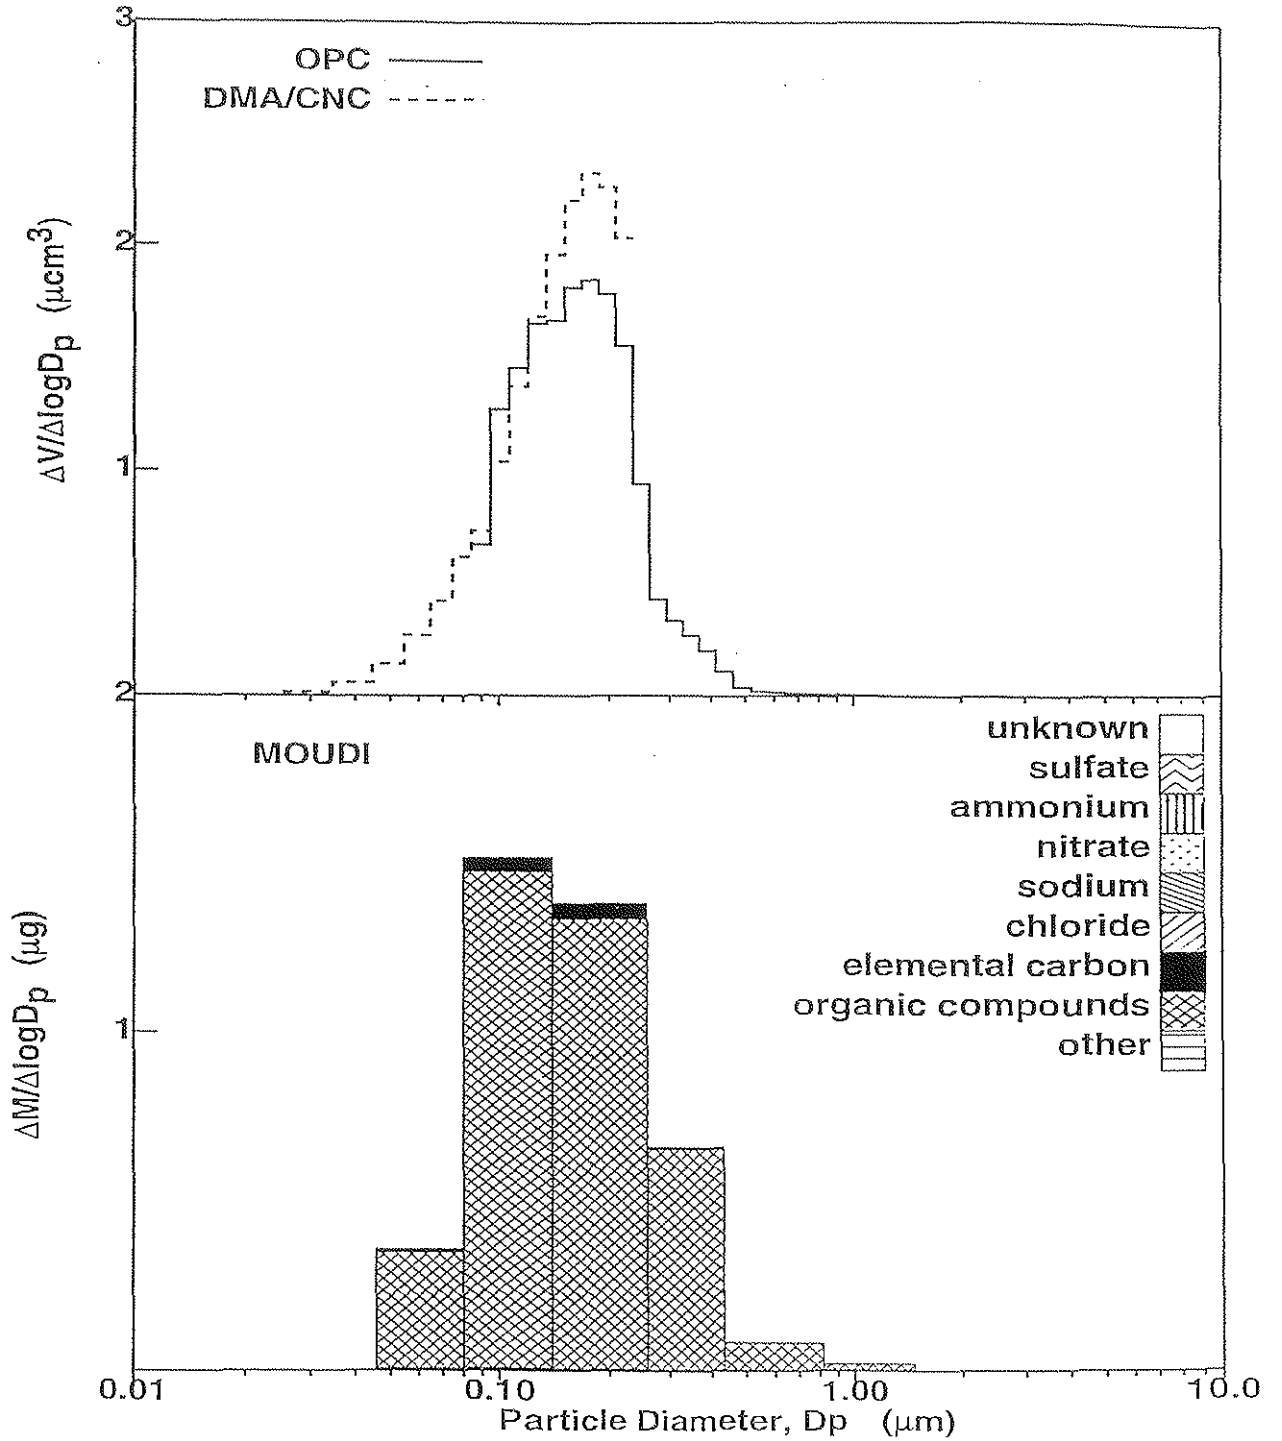 3
OPC
DMA/CNC
2
ΔV/ΔlogDp (μcm3)
1
2
MOUDI
unknown
sulfate
ammonium
nitrate
sodium
chloride
elemental carbon
organic compounds
other
1
ΔM/ΔlogDp (μg)
0.01
0.10
1.00
10.0
Particle Diameter, Dp (μm)